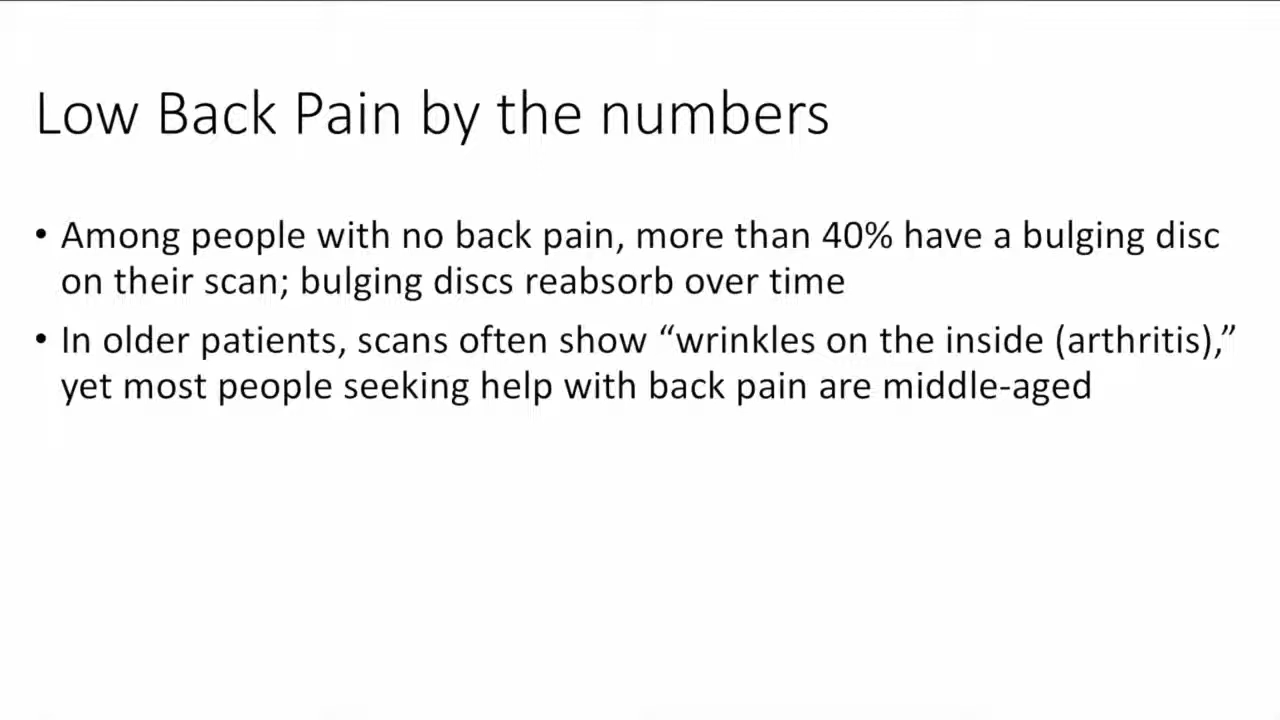 Low Back Pain by the numbers
• Among people with no back pain, more than 40% have a bulging disc
on their scan; bulging discs reabsorb over time
• In older patients, scans often show “wrinkles on the inside (arthritis),”
yet most people seeking help with back pain are middle-aged